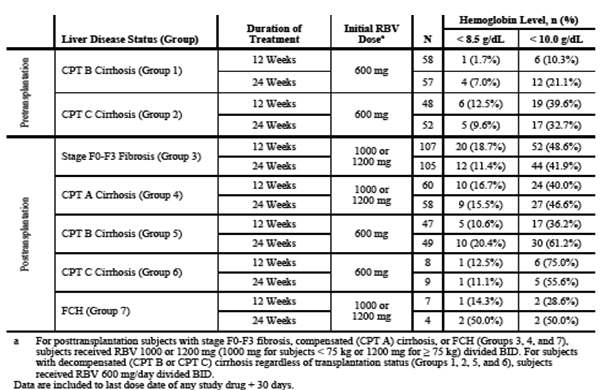 Hemoglobin Level, n (%)
Liver Disease Status (Group) Duration of Treatment Initial RBV Doseᵃ N < 8.5 g/dL < 10.0 g/dL
Pretransplantation
CPT B Cirrhosis (Group 1) 12 Weeks 600 mg 58 1 (1.7%) 6 (10.3%)
24 Weeks 57 4 (7.0%) 12 (21.1%)
CPT C Cirrhosis (Group 2) 12 Weeks 600 mg 48 6 (12.5%) 19 (39.6%)
24 Weeks 52 5 (9.6%) 17 (32.7%)
Posttransplantation
Stage F0-F3 Fibrosis (Group 3) 12 Weeks 1000 or 1200 mg 107 20 (18.7%) 52 (48.6%)
24 Weeks 105 12 (11.4%) 44 (41.9%)
CPT A Cirrhosis (Group 4) 12 Weeks 1000 or 1200 mg 60 10 (16.7%) 24 (40.0%)
24 Weeks 58 9 (15.5%) 27 (46.6%)
CPT B Cirrhosis (Group 5) 12 Weeks 600 mg 47 5 (10.6%) 17 (36.2%)
24 Weeks 49 10 (20.4%) 30 (61.2%)
CPT C Cirrhosis (Group 6) 12 Weeks 600 mg 8 1 (12.5%) 6 (75.0%)
24 Weeks 9 1 (11.1%) 5 (55.6%)
FCH (Group 7) 12 Weeks 1000 or 1200 mg 7 1 (14.3%) 2 (28.6%)
24 Weeks 4 2 (50.0%) 2 (50.0%)
a For posttransplantation subjects with stage F0-F3 fibrosis, compensated (CPT A) cirrhosis, or FCH (Groups 3, 4, and 7),
subjects received RBV 1000 or 1200 mg (1000 mg for subjects < 75 kg or 1200 mg for ≥ 75 kg) divided BID. For subjects
with decompensated (CPT B or CPT C) cirrhosis regardless of transplantation status (Groups 1, 2, 5, and 6), subjects
received RBV 600 mg/day divided BID.
Data are included to last dose date of any study drug + 30 days.